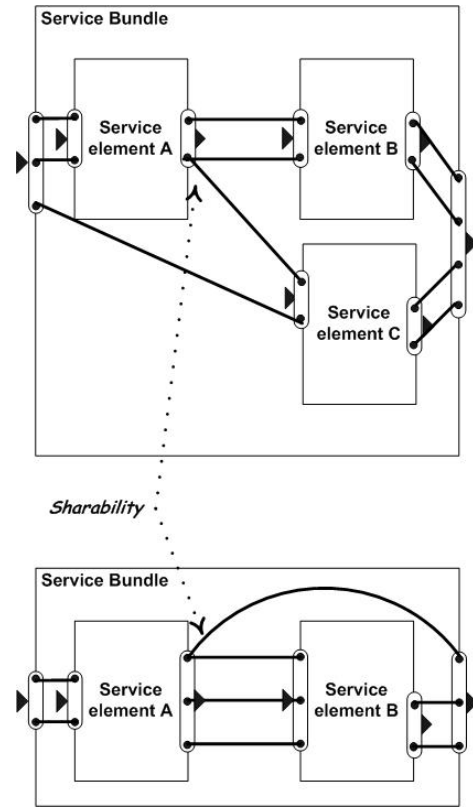 Service Bundle
Service
element A
Service
element B
Service
element C
Sharability
Service Bundle
Service
element A
Service
element B